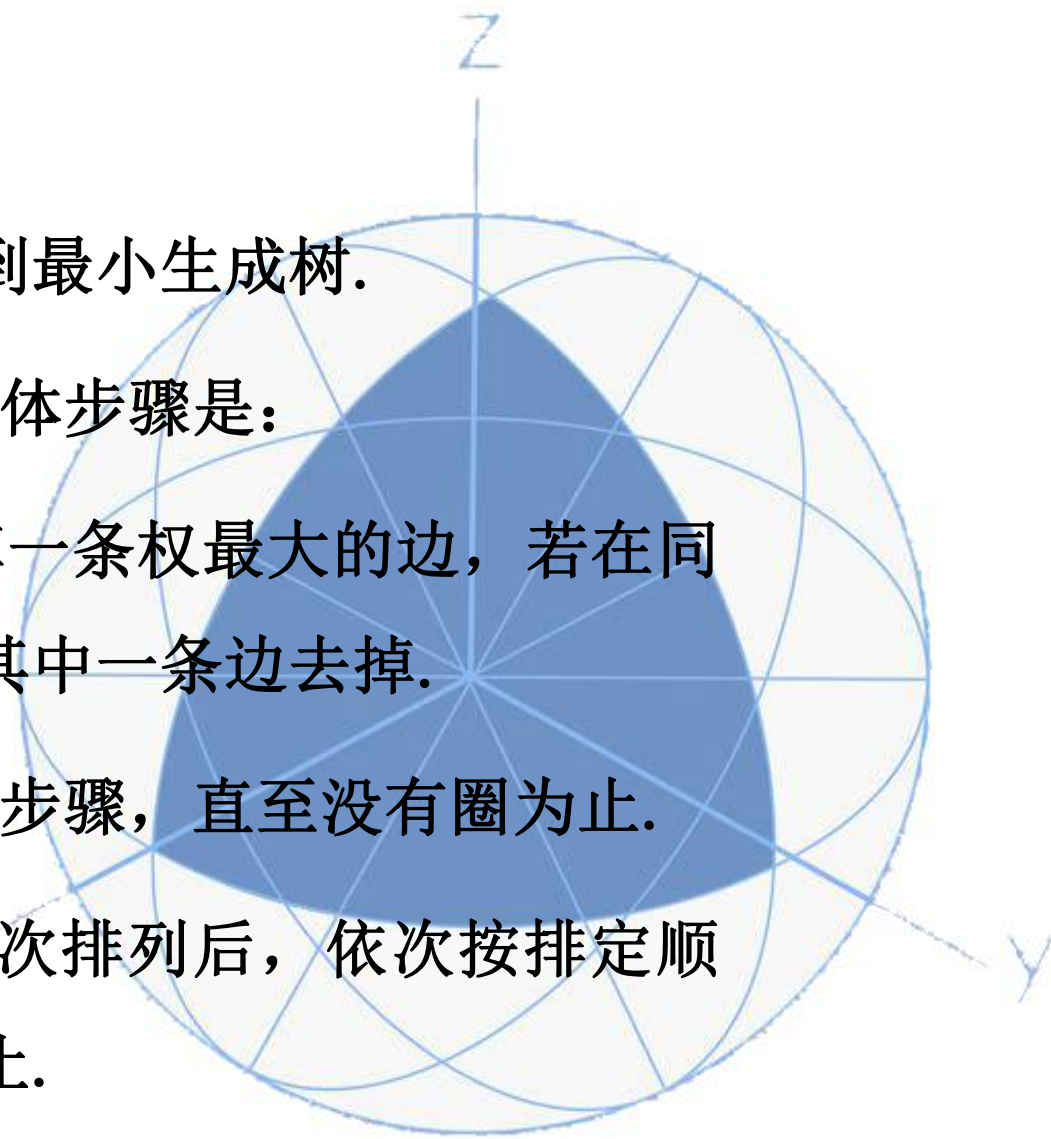 Z
到最小生成树.
体步骤是：
一条权最大的边，若在同
其中一条边去掉.
步骤，直至没有圈为止.
次排列后，依次按排定顺
Y
止.